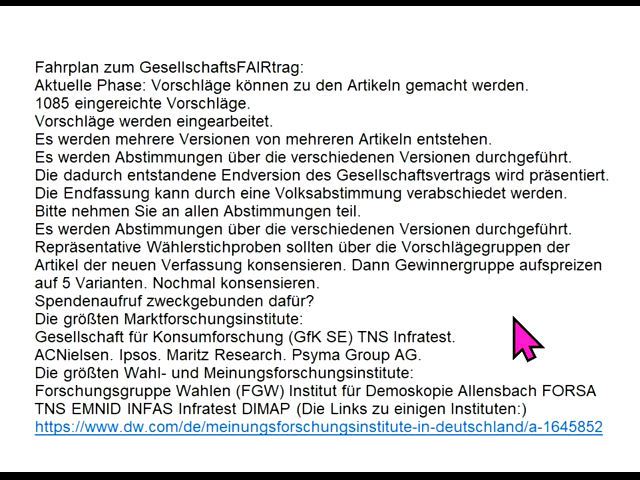 Fahrplan zum GesellschaftsFAIRtrag:
Aktuelle Phase: Vorschläge können zu den Artikeln gemacht werden.
1085 eingereichte Vorschläge.
Vorschläge werden eingearbeitet.
Es werden mehrere Versionen von mehreren Artikeln entstehen.
Es werden Abstimmungen über die verschiedenen Versionen durchgeführt.
Die dadurch entstandene Endversion des Gesellschaftsvertrags wird präsentiert.
Die Endfassung kann durch eine Volksabstimmung verabschiedet werden.
Bitte nehmen Sie an allen Abstimmungen teil.
Es werden Abstimmungen über die verschiedenen Versionen durchgeführt.
Repräsentative Wählerstichproben sollten über die Vorschlägegruppen der
Artikel der neuen Verfassung konsensieren. Dann Gewinnergruppe aufspreizen
auf 5 Varianten. Nochmal konsensieren.
Spendenaufruf zweckgebunden dafür?
Die größten Marktforschungsinstitute:
Gesellschaft für Konsumforschung (GfK SE) TNS Infratest.
ACNielsen. Ipsos. Maritz Research. Psyma Group AG.
Die größten Wahl- und Meinungsforschungsinstitute:
Forschungsgruppe Wahlen (FGW) Institut für Demoskopie Allensbach FORSA
TNS EMNID INFAS Infratest DIMAP (Die Links zu einigen Instituten:)
https://www.dw.com/de/meinungsforschungsinstitute-in-deutschland/a-1645852